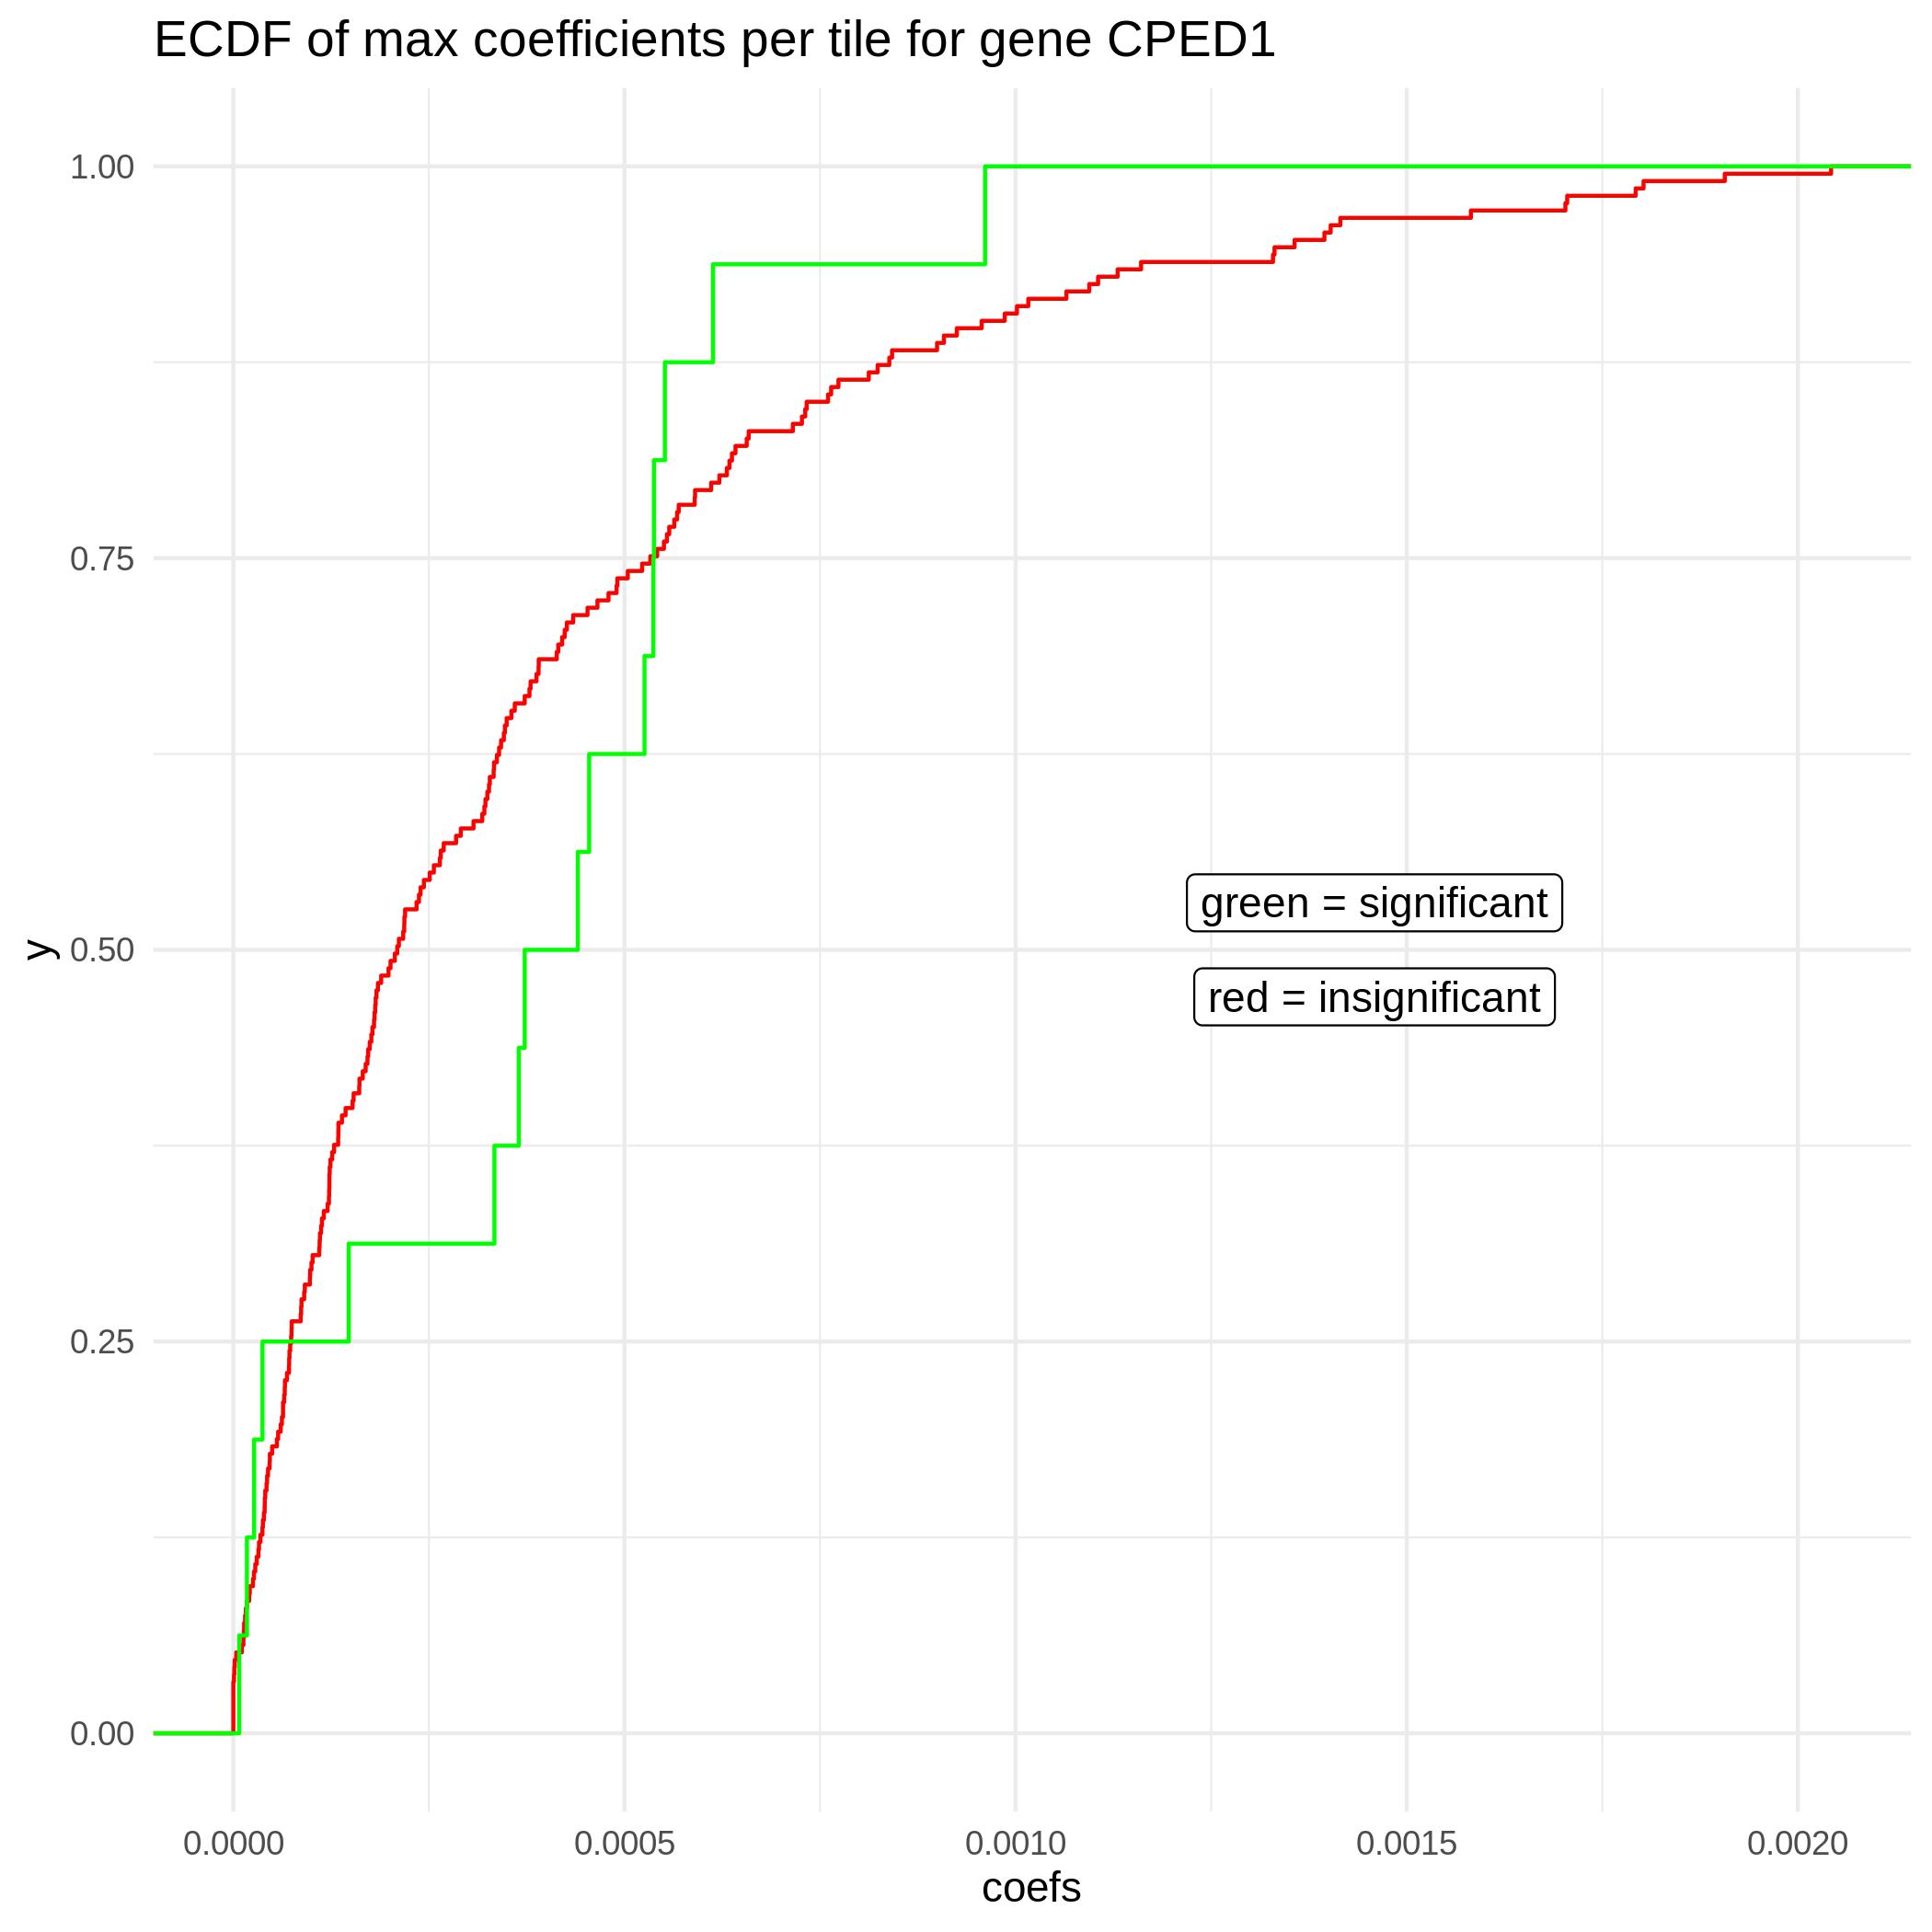 ECDF of max coefficients per tile for gene CPED1
1.00
0.75
0.50
0.25
0.00
y
green = significant
red = insignificant
0.0000 0.0005 0.0010 0.0015 0.0020
coefs